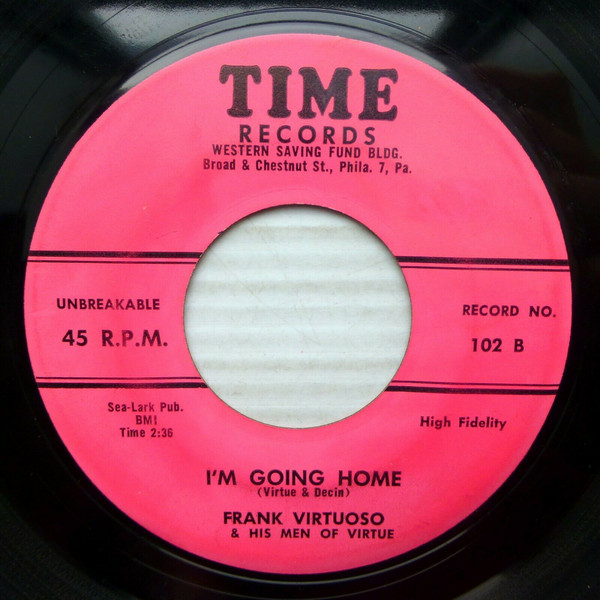 TIME
RECORDS
WESTERN SAVING FUND BLDG.
Broad & Chestnut St., Phila. 7, Pa.
UNBREAKABLE
45 R.P.M.
RECORD NO.
102 B
Sea-Lark Pub.
BMI
Time 2:36
High Fidelity
I'M GOING HOME
(Virtue & Decin)
FRANK VIRTUOSO
& HIS MEN OF VIRTUE